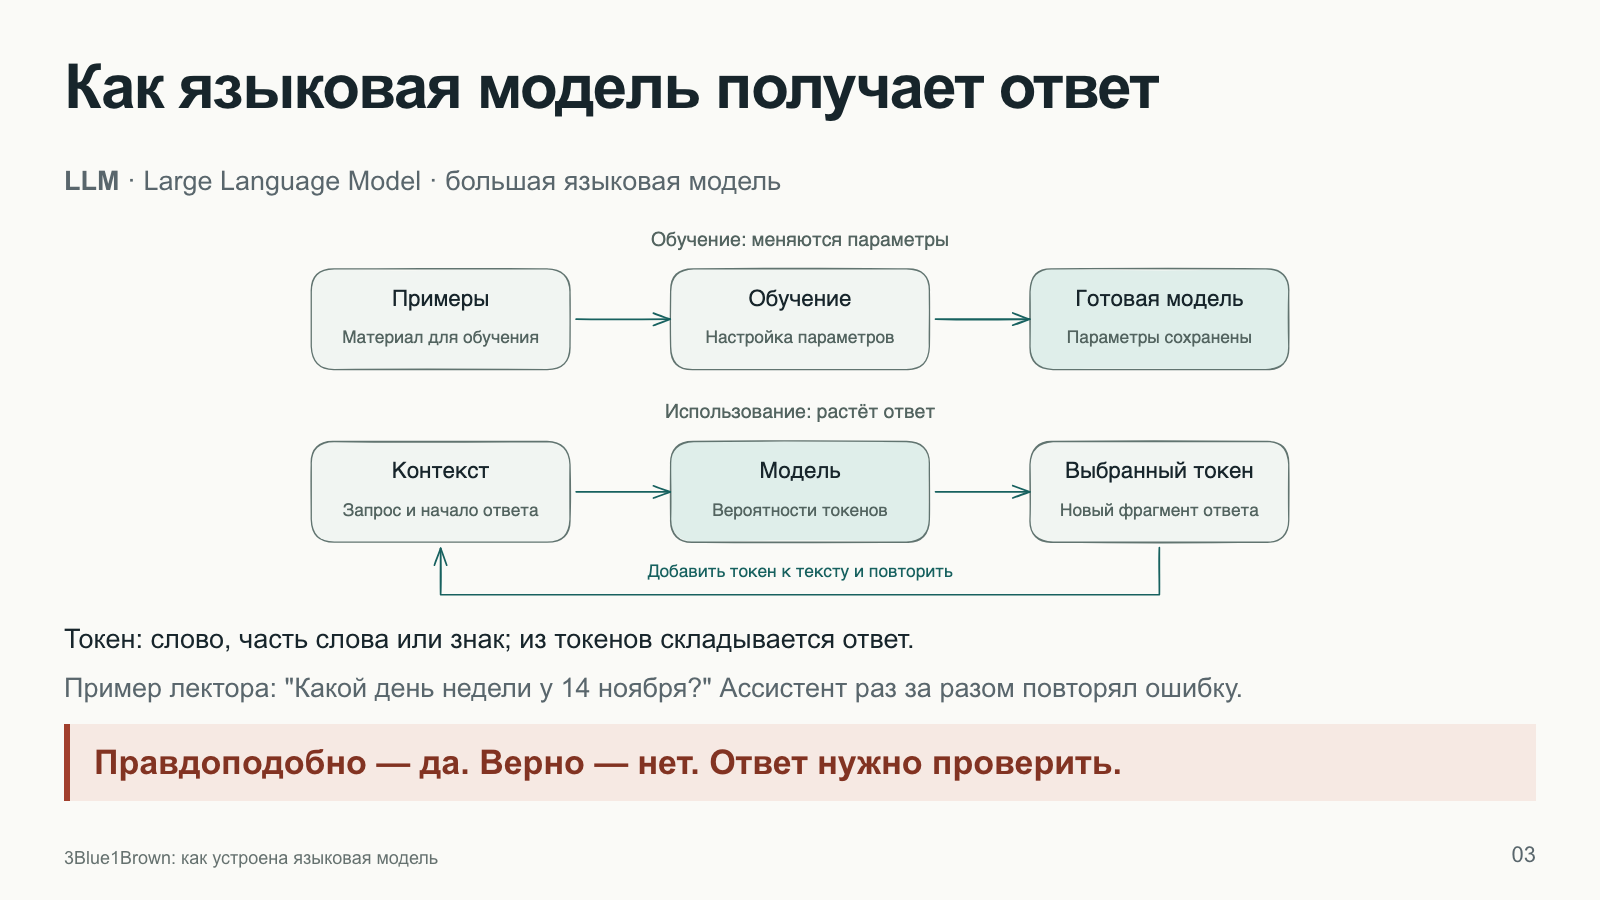 Как языковая модель получает ответ
LLM · Large Language Model · большая языковая модель
Обучение: меняются параметры
Примеры
Материал для обучения
Обучение
Настройка параметров
Готовая модель
Параметры сохранены
Использование: растёт ответ
Контекст
Запрос и начало ответа
Модель
Вероятности токенов
Выбранный токен
Новый фрагмент ответа
Добавить токен к тексту и повторить
Токен: слово, часть слова или знак; из токенов складывается ответ.
Пример лектора: "Какой день недели у 14 ноября?" Ассистент раз за разом повторял ошибку.
Правдоподобно — да. Верно — нет. Ответ нужно проверить.
3Blue1Brown: как устроена языковая модель
03